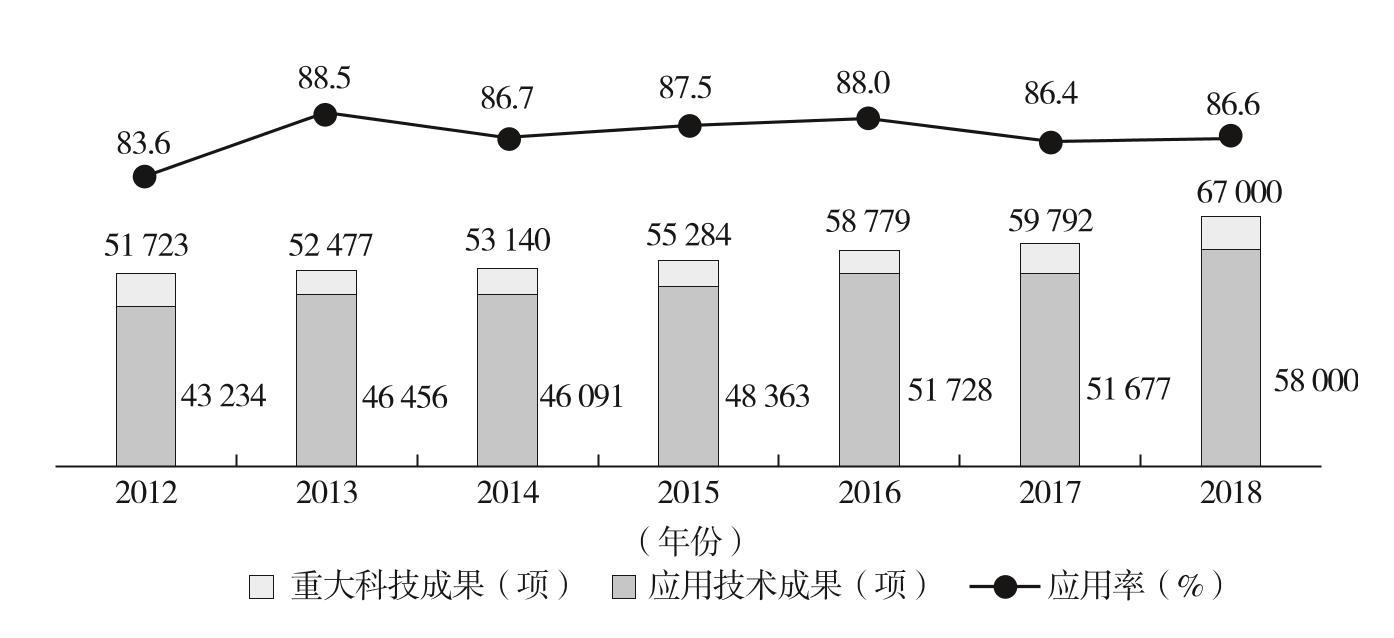 83.6 88.5 86.7 87.5 88.0 86.4 86.6
51 723 52 477 53 140 55 284 58 779 59 792 67 000
43 234 46 456 46 091 48 363 51 728 51 677 58 000
2012 2013 2014 2015 2016 2017 2018
（年份）
重大科技成果（项） 应用技术成果（项） 应用率（%）